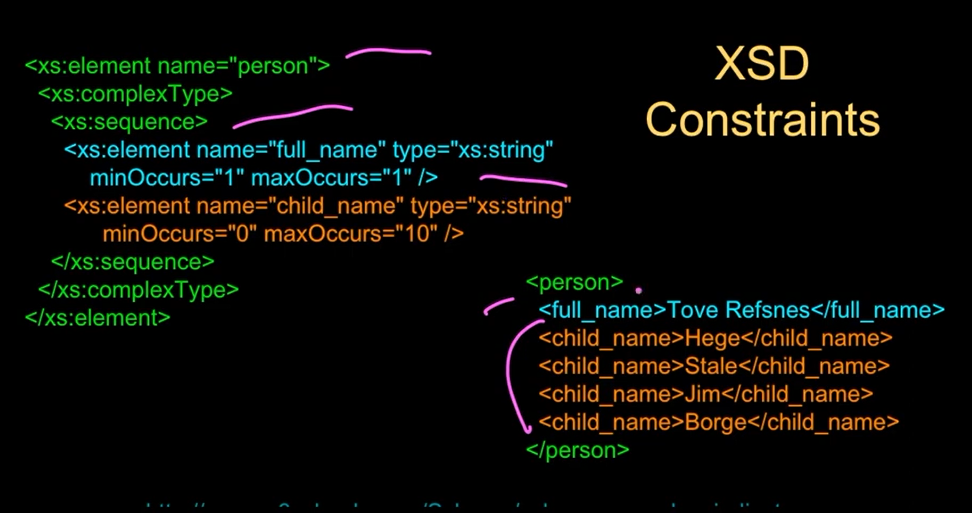 XSD
Constraints
<xs:element name="person">
<xs:complexType>
<xs:sequence>
<xs:element name="full_name" type="xs:string"
minOccurs="1" maxOccurs="1" />
<xs:element name="child_name" type="xs:string"
minOccurs="0" maxOccurs="10" />
</xs:sequence>
</xs:complexType>
</xs:element>
<person>
<full_name>Tove Refsnes</full_name>
<child_name>Hege</child_name>
<child_name>Stale</child_name>
<child_name>Jim</child_name>
<child_name>Borge</child_name>
</person>